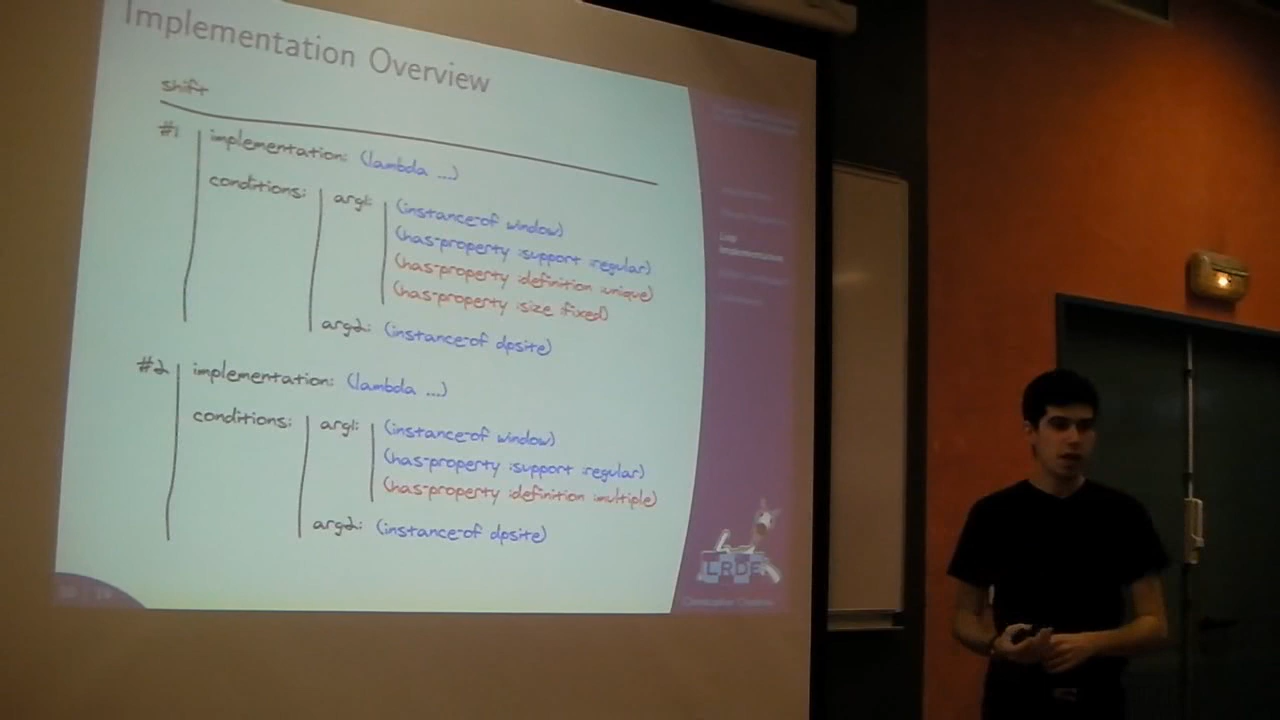 Implementation Overview
shift
#1 implementation: (lambda ...)
conditions: arg1: (instance-of window)
(has-property :support :regular)
(has-property :definition :unique)
(has-property :size :fixed)
arg2: (instance-of dpsite)
#2 implementation: (lambda ...)
conditions: arg1: (instance-of window)
(has-property :support :regular)
(has-property :definition :multiple)
arg2: (instance-of dpsite)
LRDE